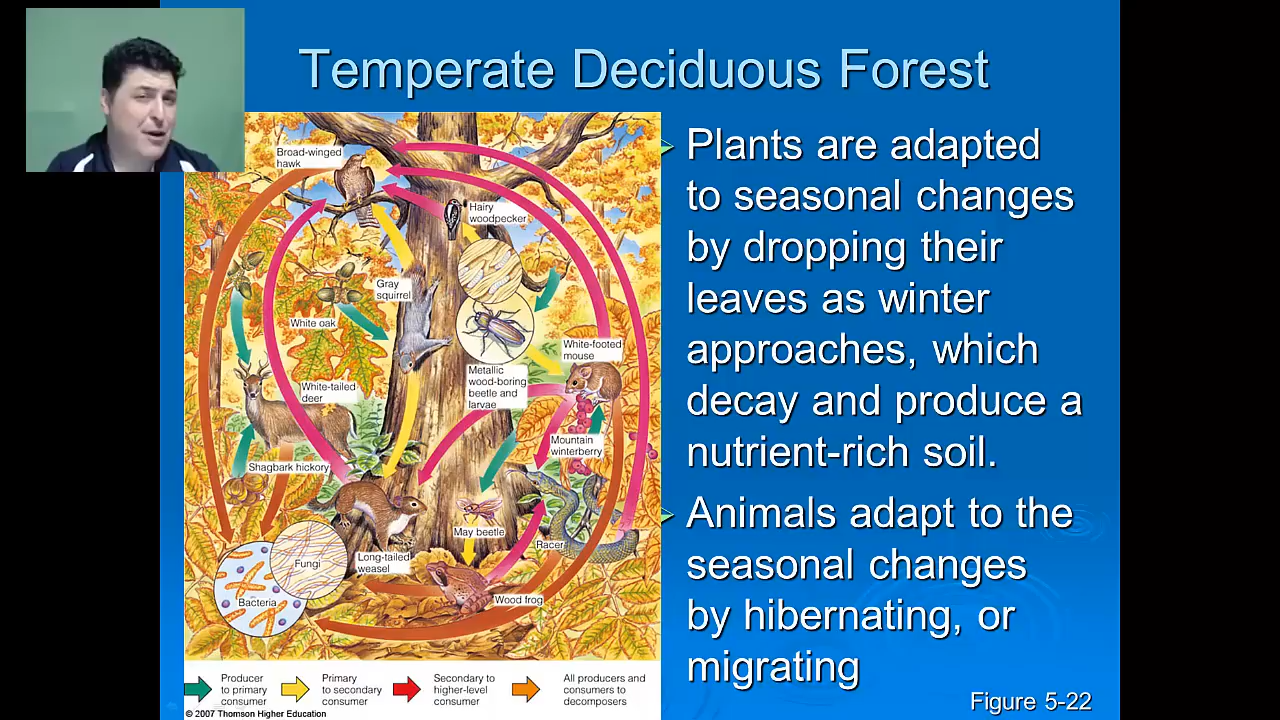 Temperate Deciduous Forest
Broad-winged
hawk
Hairy
woodpecker
Gray
squirrel
White oak
White-footed
mouse
Metallic
wood-boring
beetle and
larvae
White-tailed
deer
Mountain
winterberry
Shagbark hickory
May beetle
Racer
Fungi
Long-tailed
weasel
Bacteria
Wood frog
Producer
to primary
consumer
Primary
to secondary
consumer
Secondary to
higher-level
consumer
All producers and
consumers to
decomposers
© 2007 Thomson Higher Education
Plants are adapted
to seasonal changes
by dropping their
leaves as winter
approaches, which
decay and produce a
nutrient-rich soil.
Animals adapt to the
seasonal changes
by hibernating, or
migrating
Figure 5-22